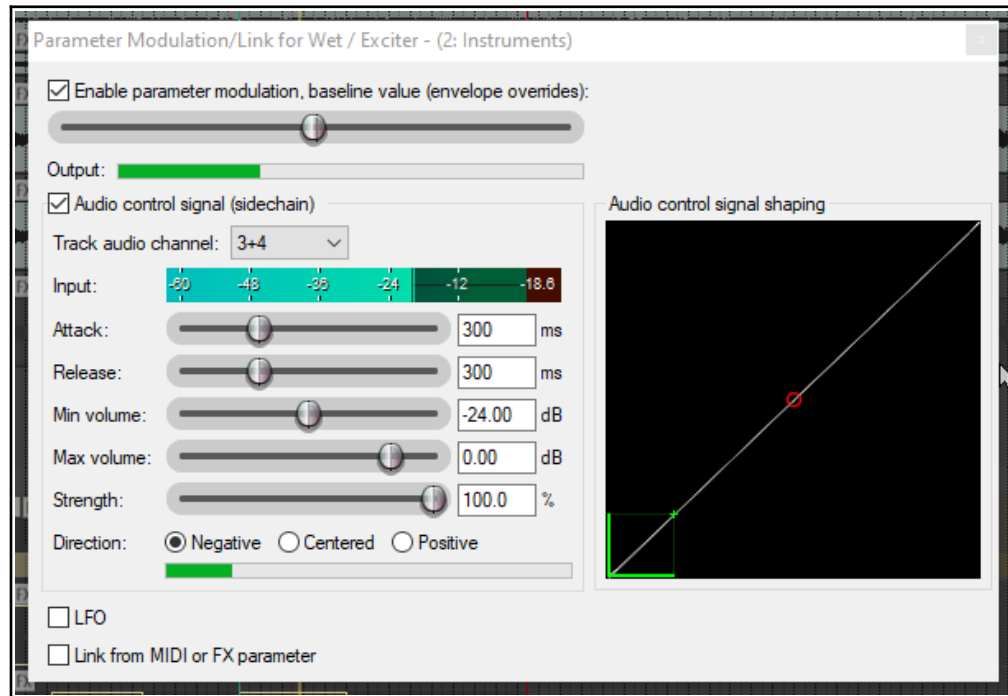 Parameter Modulation/Link for Wet / Exciter - (2: Instruments)
Enable parameter modulation, baseline value (envelope overrides):
Output:
Audio control signal (sidechain)
Audio control signal shaping
Track audio channel: 3+4
Input: -60 -48 -36 -24 -12 -18.6
Attack: 300 ms
Release: 300 ms
Min volume: -24.00 dB
Max volume: 0.00 dB
Strength: 100.0 %
Direction: Negative Centered Positive
LFO
Link from MIDI or FX parameter
FX